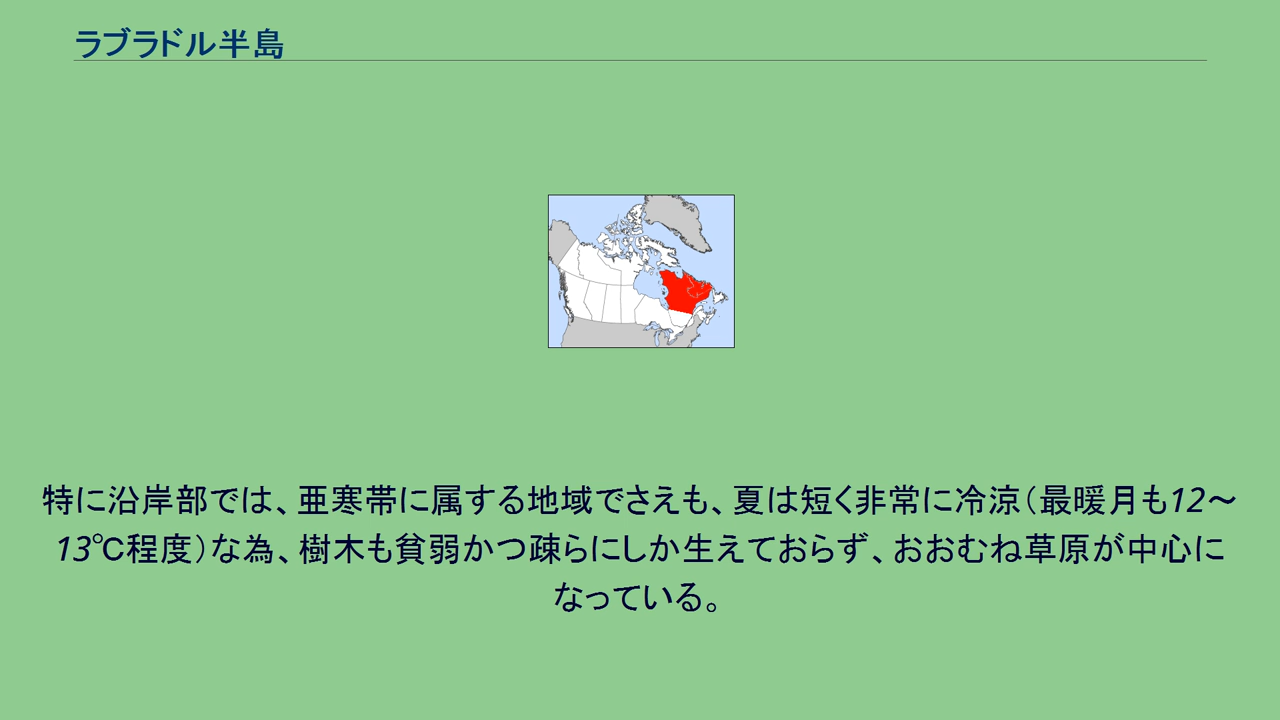 ラブラドル半島
特に沿岸部では、亜寒帯に属する地域でさえも、夏は短く非常に冷涼（最暖月も12～
13℃程度）な為、樹木も貧弱かつ疎らにしか生えておらず、おおむね草原が中心に
なっている。